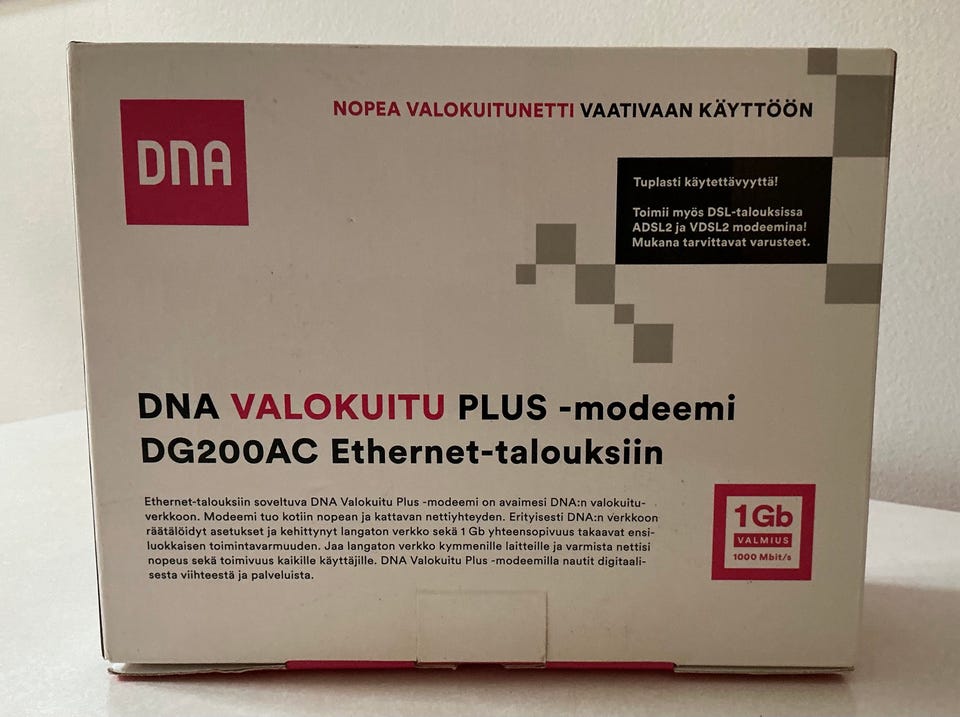 DNA
NOPEA VALOKUITUNETTI VAATIVAAN KÄYTTÖÖN
Tuplasti käytettävyyttä!
Toimii myös DSL-talouksissa
ADSL2 ja VDSL2 modeemina!
Mukana tarvittavat varusteet.
DNA VALOKUITU PLUS -modeemi
DG200AC Ethernet-talouksiin
Ethernet-talouksiin soveltuva DNA Valokuitu Plus -modeemi on avaimesi DNA:n valokuitu-
verkkoon. Modeemi tuo kotiin nopean ja kattavan nettiyhteyden. Erityisesti DNA:n verkkoon
räätälöidyt asetukset ja kehittynyt langaton verkko sekä 1 Gb yhteensopivuus takaavat ensi-
luokkaisen toimintavarmuuden. Jaa langaton verkko kymmenille laitteille ja varmista nettisi
nopeus sekä toimivuus kaikille käyttäjille. DNA Valokuitu Plus -modeemilla nautit digitaali-
sesta viihteestä ja palveluista.
1 Gb
VALMIUS
1000 Mbit/s